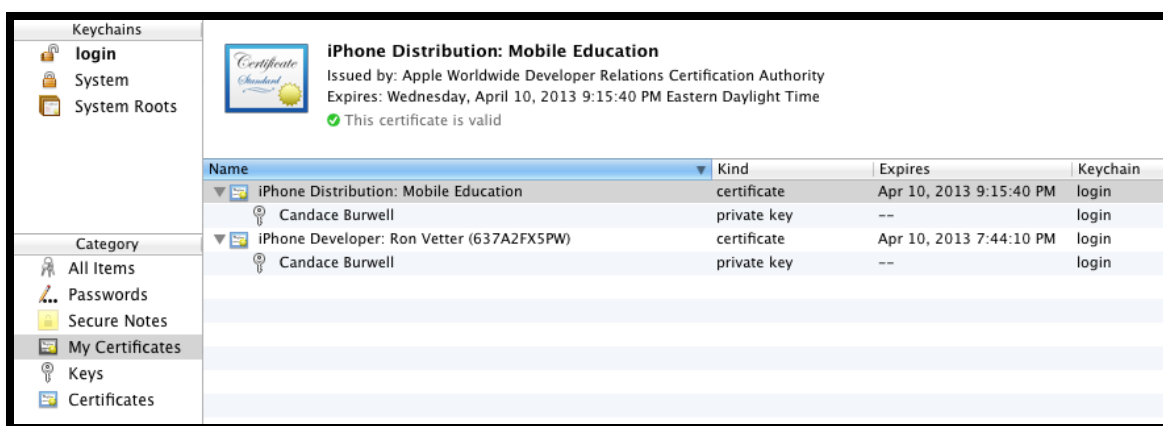 Keychains
login
System
System Roots
Certificate
Standard
iPhone Distribution: Mobile Education
Issued by: Apple Worldwide Developer Relations Certification Authority
Expires: Wednesday, April 10, 2013 9:15:40 PM Eastern Daylight Time
This certificate is valid
Name Kind Expires Keychain
iPhone Distribution: Mobile Education certificate Apr 10, 2013 9:15:40 PM login
Candace Burwell private key -- login
iPhone Developer: Ron Vetter (637A2FX5PW) certificate Apr 10, 2013 7:44:10 PM login
Candace Burwell private key -- login
Category
All Items
Passwords
Secure Notes
My Certificates
Keys
Certificates